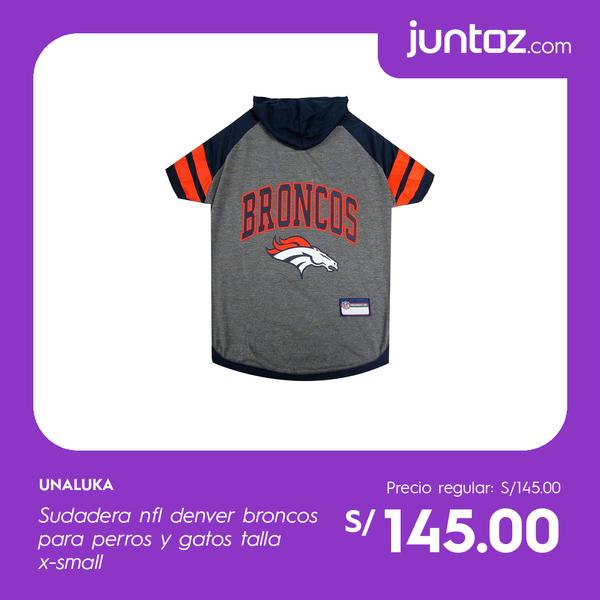 juntoz.com
BRONCOS
UNALUKA
Sudadera nfl denver broncos
para perros y gatos talla
x-small
Precio regular: S/145.00
S/145.00